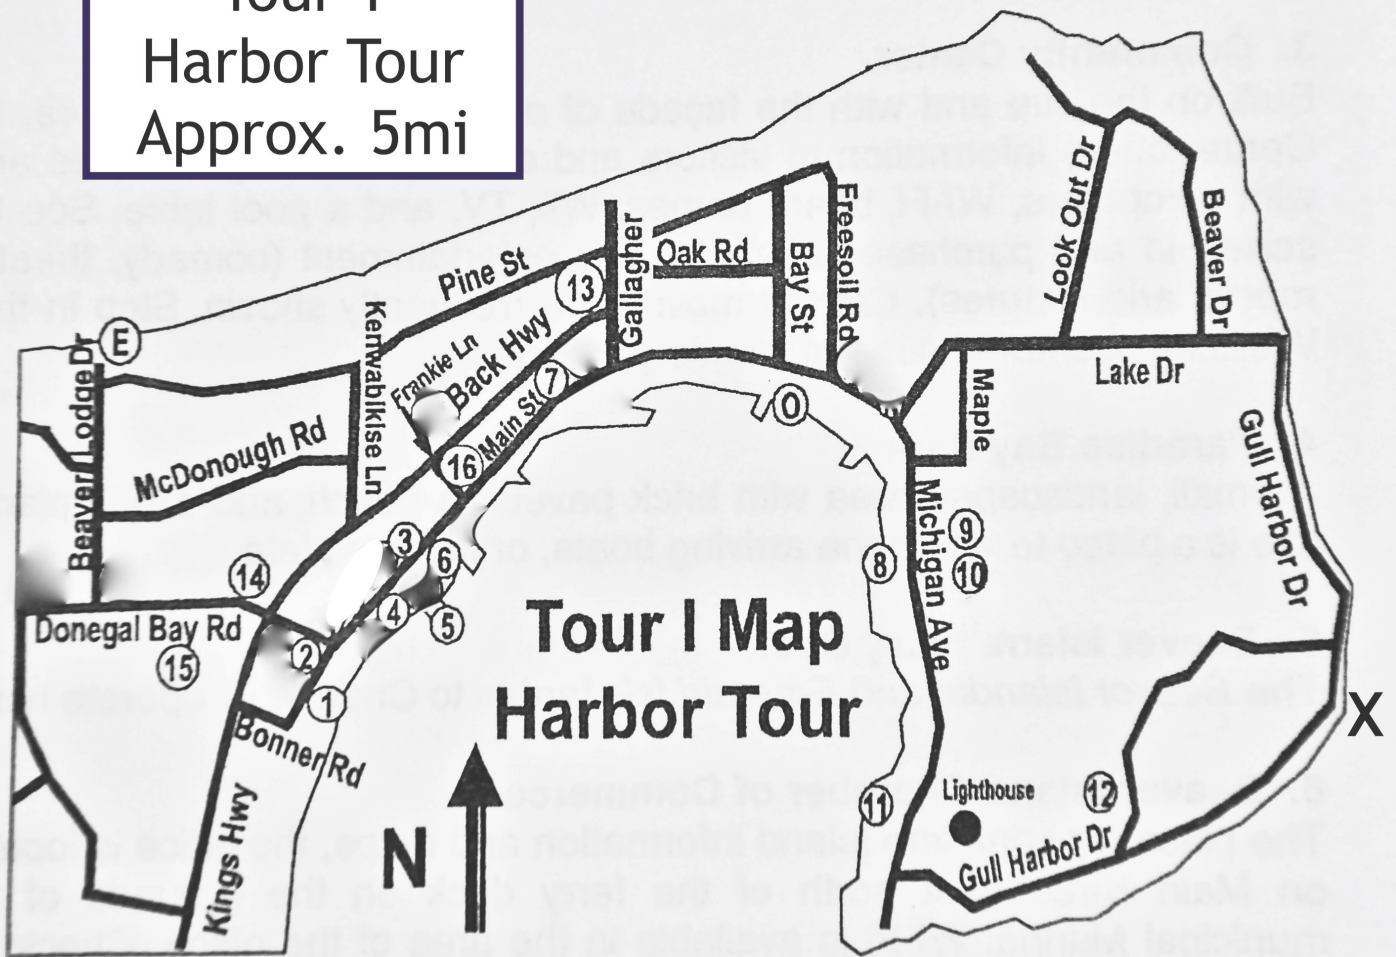 Tour 1
Harbor Tour
Approx. 5mi
Look Out Dr
Beaver Dr
Freesoil Rd
Gallagher
Oak Rd
Bay St
Pine St
13
E
Kenwabikise Ln
Frankie Ln
Back Hwy
7
Main St
O
Lake Dr
Maple
Beaver Lodge Dr
McDonough Rd
16
Gull Harbor Dr
Michigan Ave
9
3
6
8
10
14
4
5
Donegal Bay Rd
15
2
1
Tour I Map
Harbor Tour
X
Bonner Rd
Kings Hwy
N
11
Lighthouse
12
Gull Harbor Dr